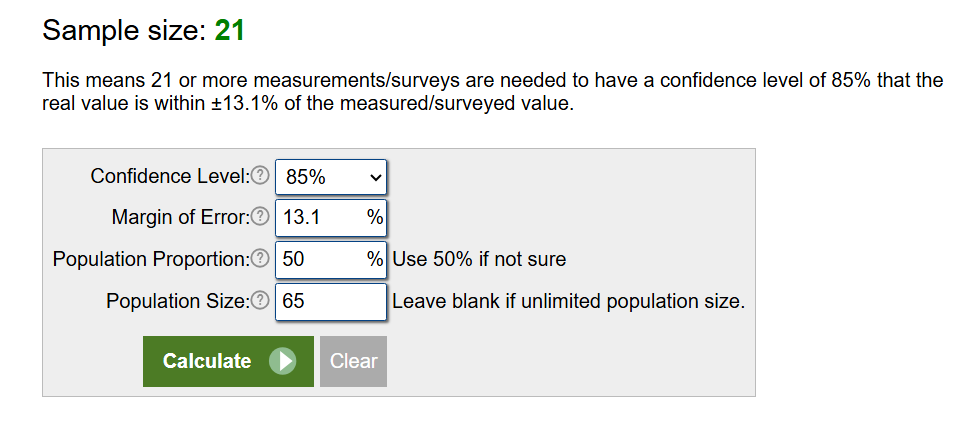 Sample size: 21
This means 21 or more measurements/surveys are needed to have a confidence level of 85% that the
real value is within ±13.1% of the measured/surveyed value.
Confidence Level: ? 85%
Margin of Error: ? 13.1 %
Population Proportion: ? 50 % Use 50% if not sure
Population Size: ? 65 Leave blank if unlimited population size.
Calculate Clear